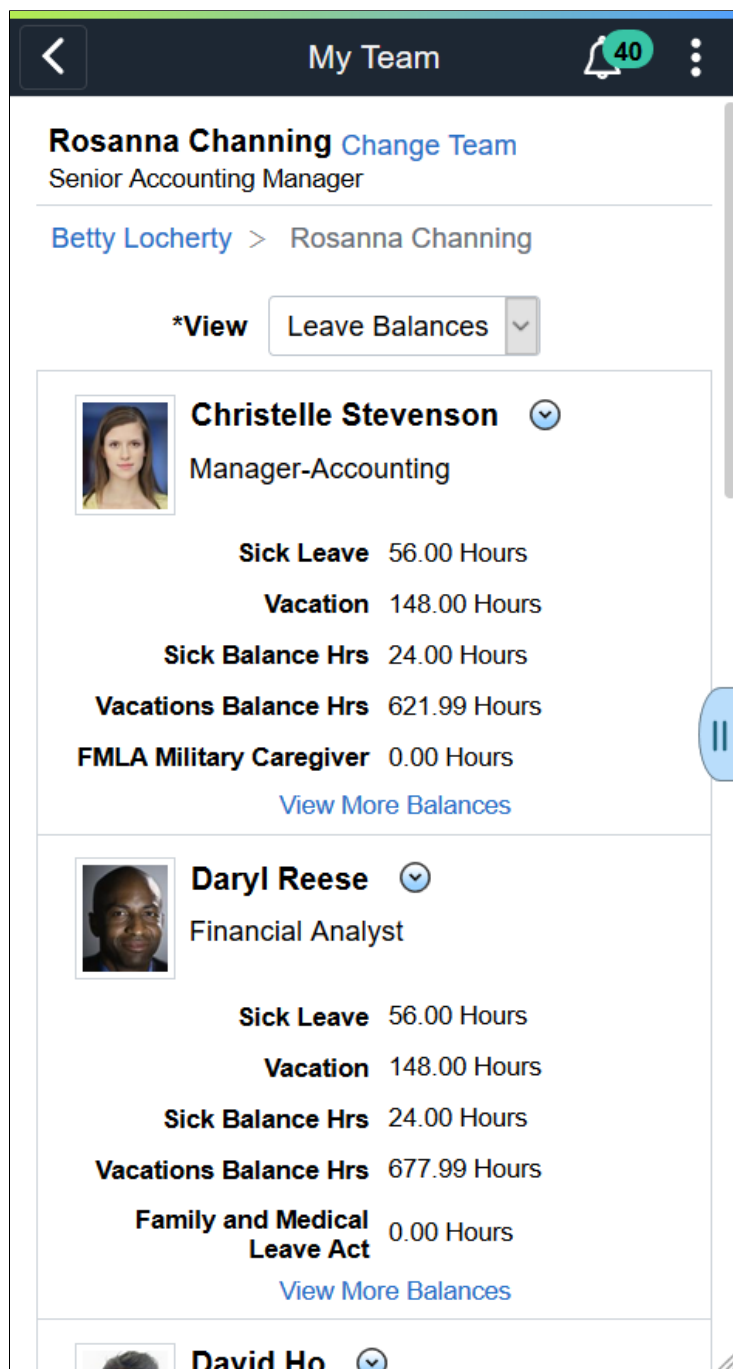 My Team
40
Rosanna Channing Change Team
Senior Accounting Manager
Betty Locherty > Rosanna Channing
*View Leave Balances
Christelle Stevenson
Manager-Accounting
Sick Leave 56.00 Hours
Vacation 148.00 Hours
Sick Balance Hrs 24.00 Hours
Vacations Balance Hrs 621.99 Hours
FMLA Military Caregiver 0.00 Hours
View More Balances
Daryl Reese
Financial Analyst
Sick Leave 56.00 Hours
Vacation 148.00 Hours
Sick Balance Hrs 24.00 Hours
Vacations Balance Hrs 677.99 Hours
Family and Medical
Leave Act 0.00 Hours
View More Balances
David Ho